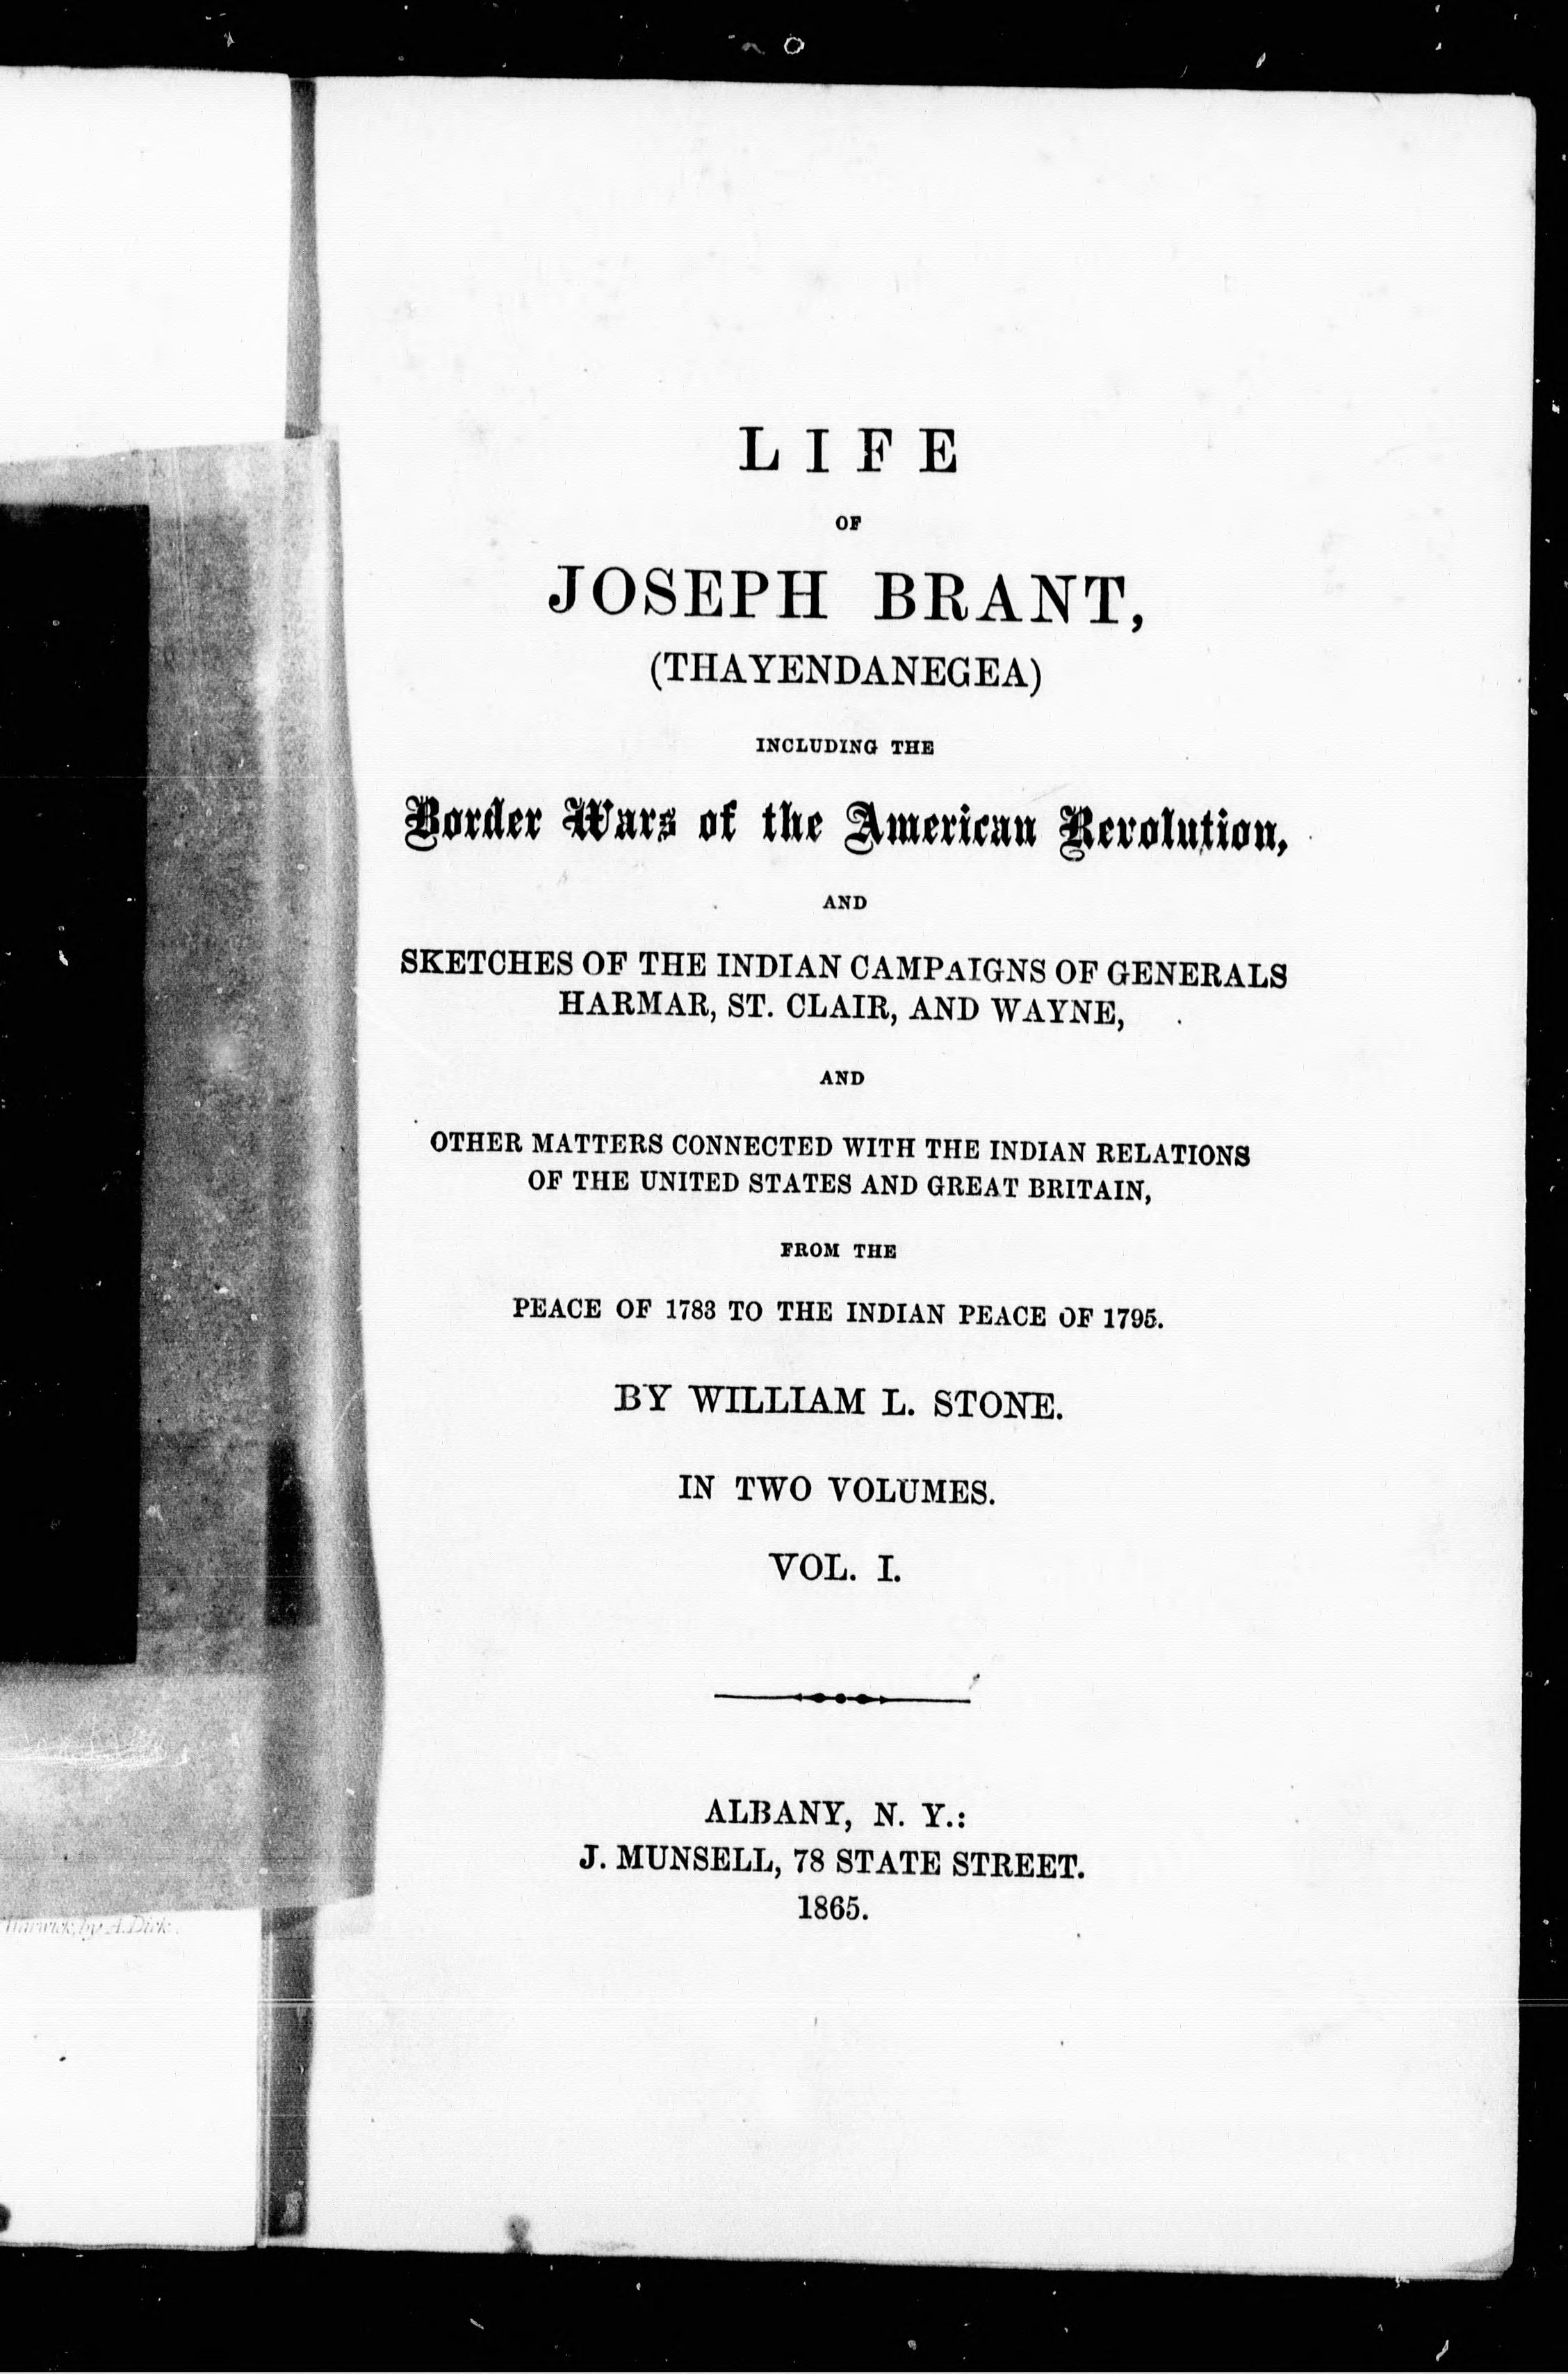 LIFE
OF
JOSEPH BRANT,
(THAYENDANEGEA)
INCLUDING THE
Border Wars of the American Revolution,
AND
SKETCHES OF THE INDIAN CAMPAIGNS OF GENERALS
HARMAR, ST. CLAIR, AND WAYNE,
AND
OTHER MATTERS CONNECTED WITH THE INDIAN RELATIONS
OF THE UNITED STATES AND GREAT BRITAIN,
FROM THE
PEACE OF 1783 TO THE INDIAN PEACE OF 1795.
BY WILLIAM L. STONE.
IN TWO VOLUMES.
VOL. I.
ALBANY, N. Y.:
J. MUNSELL, 78 STATE STREET.
1865.
by A. Dick.